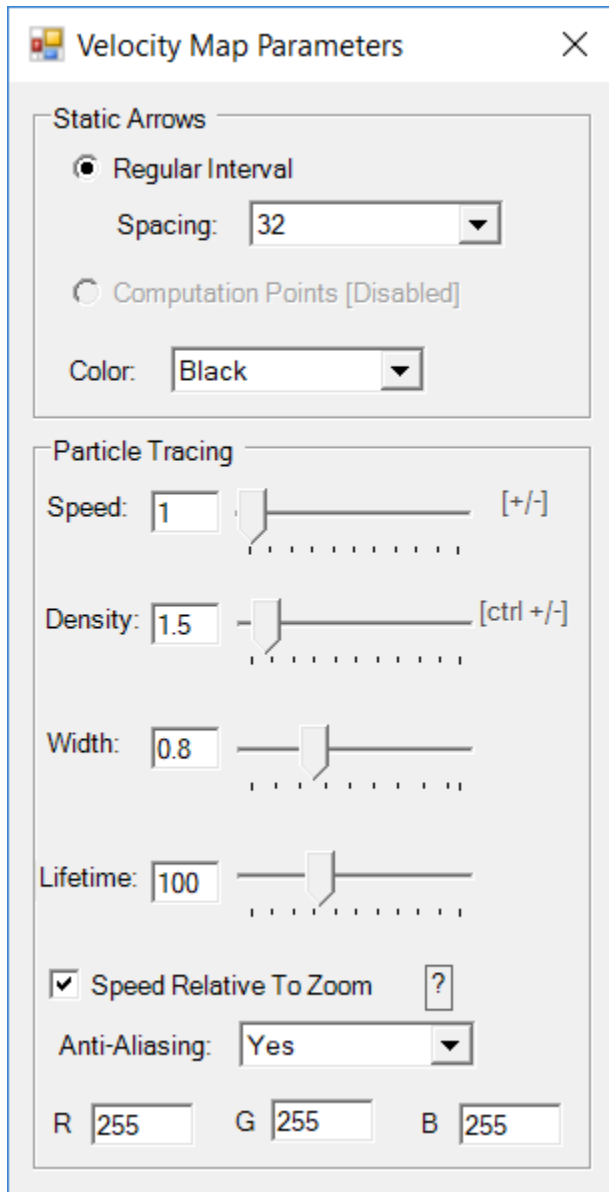 Velocity Map Parameters
Static Arrows
Regular Interval
Spacing: 32
Computation Points [Disabled]
Color: Black
Particle Tracing
Speed: 1 [+/-]
Density: 1.5 [ctrl +/-]
Width: 0.8
Lifetime: 100
Speed Relative To Zoom ?
Anti-Aliasing: Yes
R 255 G 255 B 255